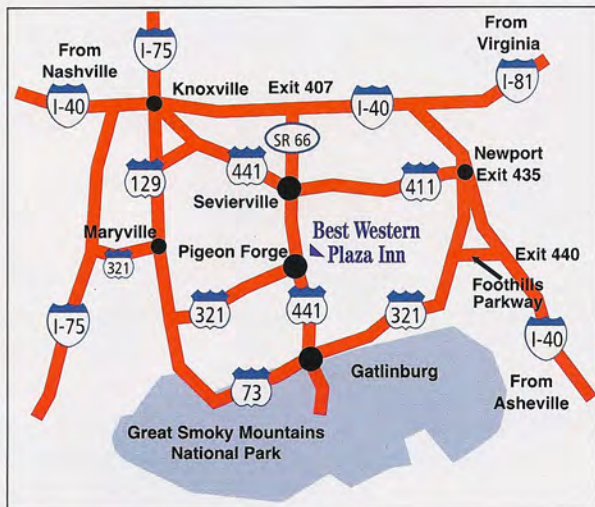 I-75
From
Nashville
From
Virginia
I-81
I-40
Knoxville
Exit 407
I-40
SR 66
129
441
Newport
Exit 435
411
Sevierville
Maryville
321
Best Western
Plaza Inn
Pigeon Forge
Exit 440
Foothills
Parkway
I-75
321
441
321
I-40
73
Gatlinburg
From
Asheville
Great Smoky Mountains
National Park